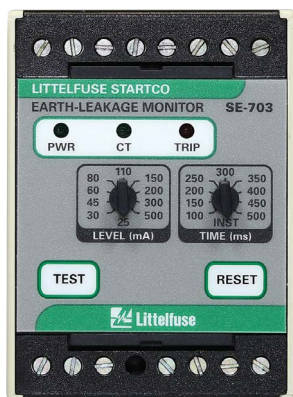 LITTELFUSE STARTCO
EARTH-LEAKAGE MONITOR SE-703
PWR CT TRIP
110 300
80 150 250 350
60 200 200 400
45 300 150 450
30 500 100 500
25 INST
LEVEL (mA) TIME (ms)
TEST RESET
Littelfuse